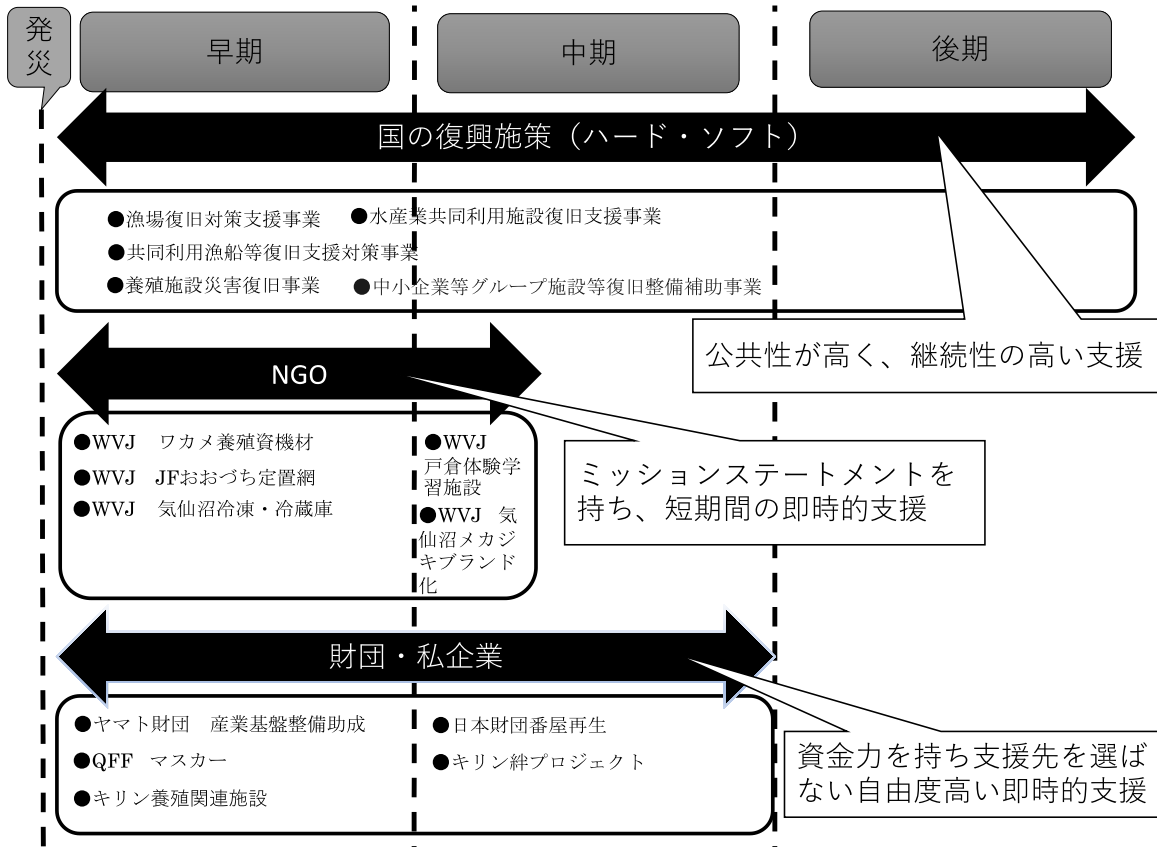 発
災
早期
中期
後期
国の復興施策（ハード・ソフト）
●漁場復旧対策支援事業
●水産業共同利用施設復旧支援事業
●共同利用漁船等復旧支援対策事業
●養殖施設災害復旧事業
●中小企業等グループ施設等復旧整備補助事業
公共性が高く、継続性の高い支援
NGO
●WVJ　ワカメ養殖資機材
●WVJ　JFおおづち定置網
●WVJ　気仙沼冷凍・冷蔵庫
●WVJ
戸倉体験学
習施設
●WVJ　気
仙沼メカジ
キブランド
化
ミッションステートメントを
持ち、短期間の即時的支援
財団・私企業
●ヤマト財団　産業基盤整備助成
●QFF　マスカー
●キリン養殖関連施設
●日本財団番屋再生
●キリン絆プロジェクト
資金力を持ち支援先を選ば
ない自由度高い即時的支援